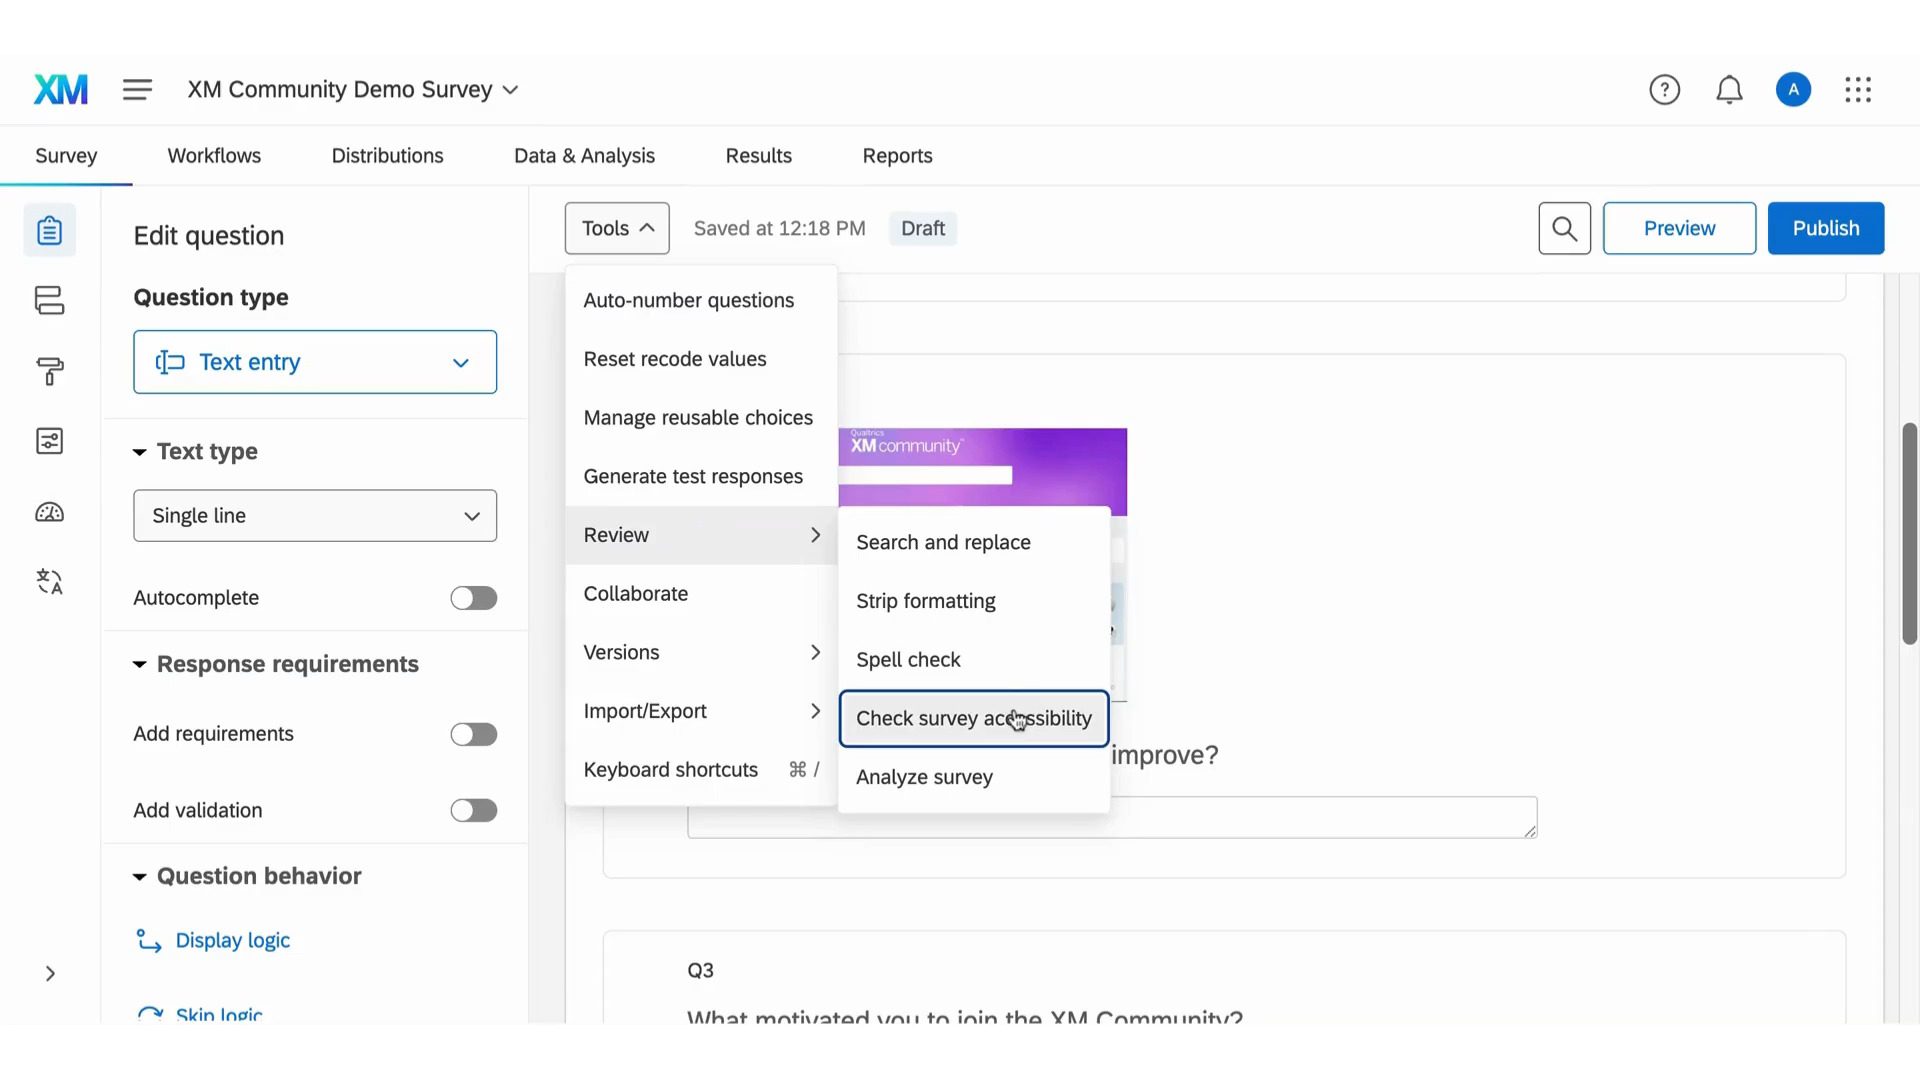 XM
XM Community Demo Survey
A
Survey
Workflows
Distributions
Data & Analysis
Results
Reports
Edit question
Tools
Saved at 12:18 PM
Draft
Preview
Publish
Question type
Text entry
Text type
Single line
Autocomplete
Response requirements
Add requirements
Add validation
Question behavior
Display logic
Skip logic
Auto-number questions
Reset recode values
Manage reusable choices
Generate test responses
Review
Collaborate
Versions
Import/Export
Keyboard shortcuts ⌘ /
Search and replace
Strip formatting
Spell check
Check survey accessibility
Analyze survey
Qualtrics
XM community™
improve?
Q3
What motivated you to join the XM Community?